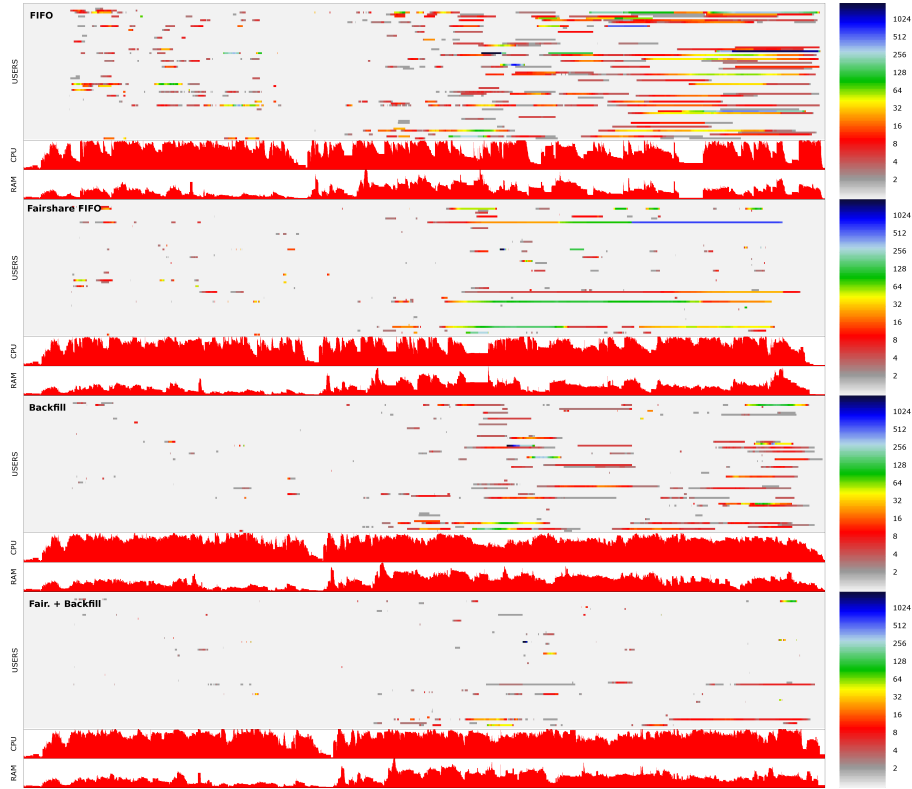 FIFO
USERS
CPU
RAM
1024
512
256
128
64
32
16
8
4
2
Fairshare FIFO
USERS
CPU
RAM
1024
512
256
128
64
32
16
8
4
2
Backfill
USERS
CPU
RAM
1024
512
256
128
64
32
16
8
4
2
Fair. + Backfill
USERS
CPU
RAM
1024
512
256
128
64
32
16
8
4
2